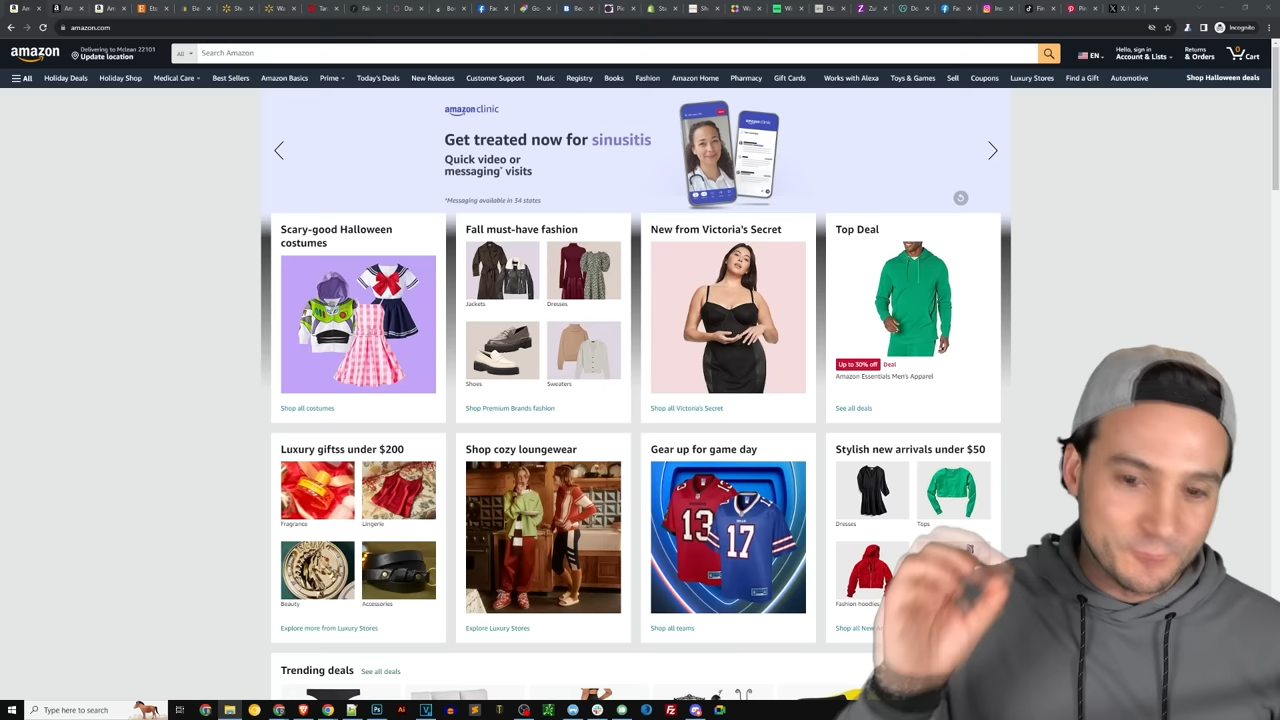 amazon.com
Incognito
amazon
Delivering to Mclean 22101
Update location
All
Search Amazon
EN
Hello, sign in
Account & Lists
Returns
& Orders
0
Cart
All
Holiday Deals
Holiday Shop
Medical Care
Best Sellers
Amazon Basics
Prime
Today's Deals
New Releases
Customer Support
Music
Registry
Books
Fashion
Amazon Home
Pharmacy
Gift Cards
Works with Alexa
Toys & Games
Sell
Coupons
Luxury Stores
Find a Gift
Automotive
Shop Halloween deals
amazon clinic
Get treated now for sinusitis
Quick video or
messaging* visits
*Messaging available in 34 states
Scary-good Halloween
costumes
Shop all costumes
Fall must-have fashion
Jackets
Dresses
Shoes
Sweaters
Shop Premium Brands fashion
New from Victoria's Secret
Shop all Victoria's Secret
Top Deal
Up to 30% off
Deal
Amazon Essentials Men's Apparel
See all deals
Luxury giftss under $200
Fragrance
Lingerie
Beauty
Accessories
Explore more from Luxury Stores
Shop cozy loungewear
Explore Luxury Stores
Gear up for game day
13
17
Shop all teams
Stylish new arrivals under $50
Dresses
Tops
Fashion hoodies
Shop all New
Trending deals
See all deals
Type here to search